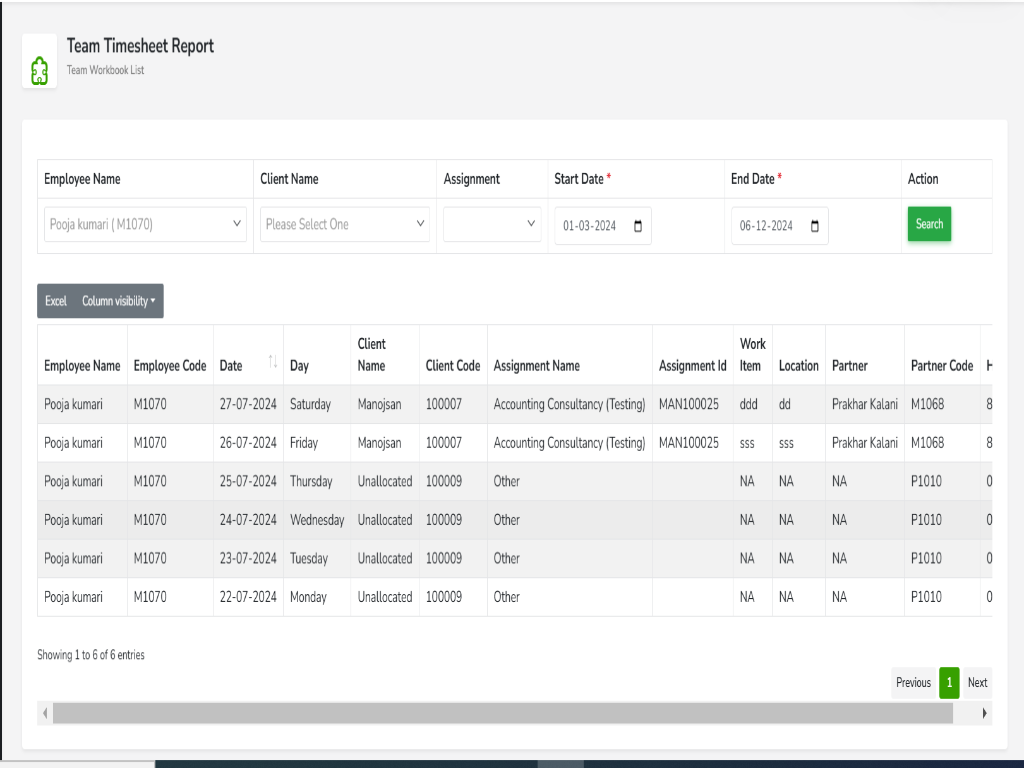 Team Timesheet Report
Team Workbook List
Employee Name Client Name Assignment Start Date * End Date * Action
Pooja kumari ( M1070) Please Select One 01-03-2024 06-12-2024 Search
Excel Column visibility
Employee Name Employee Code Date Day Client Name Client Code Assignment Name Assignment Id Work Item Location Partner Partner Code H
Pooja kumari M1070 27-07-2024 Saturday Manojsan 100007 Accounting Consultancy (Testing) MAN100025 ddd dd Prakhar Kalani M1068 8
Pooja kumari M1070 26-07-2024 Friday Manojsan 100007 Accounting Consultancy (Testing) MAN100025 sss sss Prakhar Kalani M1068 8
Pooja kumari M1070 25-07-2024 Thursday Unallocated 100009 Other NA NA NA P1010 0
Pooja kumari M1070 24-07-2024 Wednesday Unallocated 100009 Other NA NA NA P1010 0
Pooja kumari M1070 23-07-2024 Tuesday Unallocated 100009 Other NA NA NA P1010 0
Pooja kumari M1070 22-07-2024 Monday Unallocated 100009 Other NA NA NA P1010 0
Showing 1 to 6 of 6 entries
Previous 1 Next